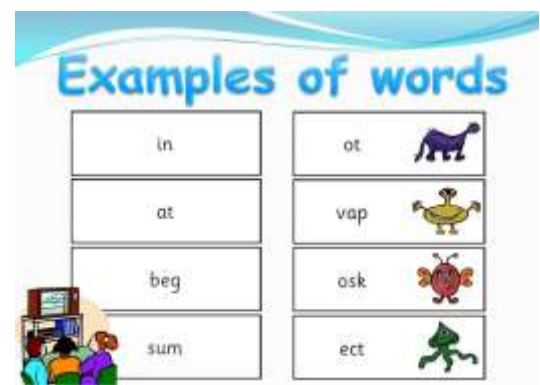 Examples of words
in
ot
at
vap
beg
osk
sum
ect